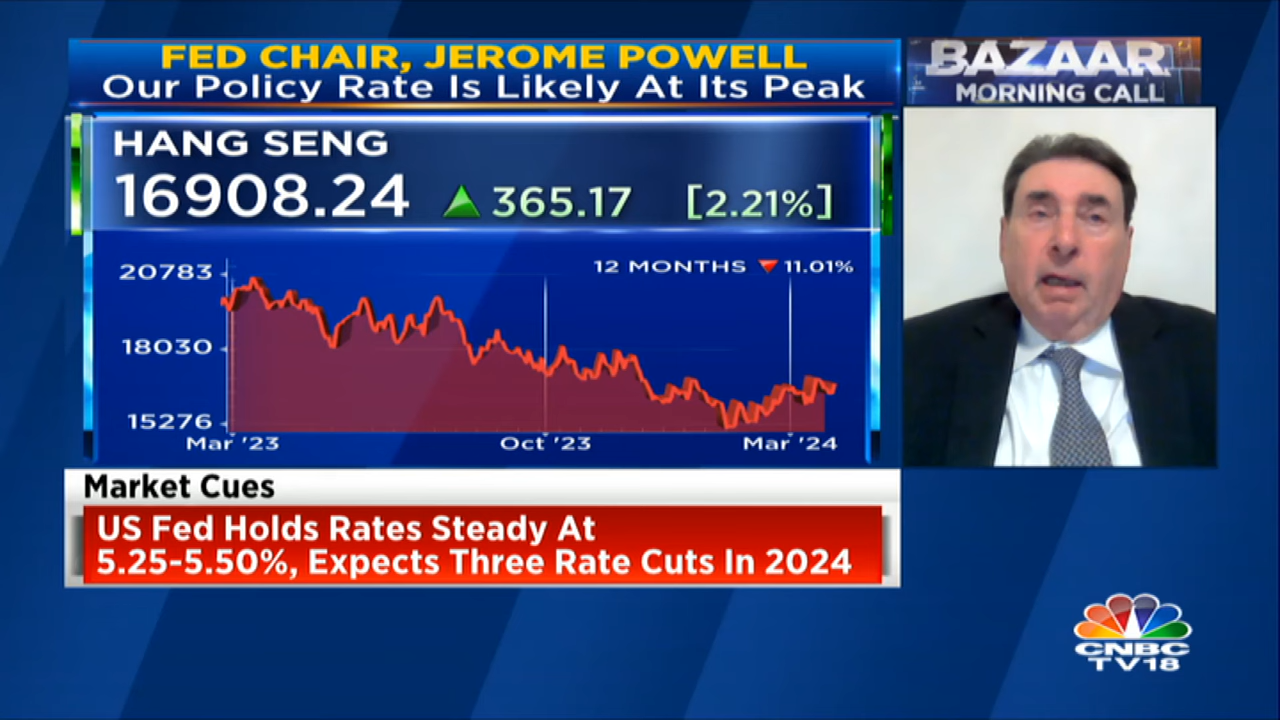 FED CHAIR, JEROME POWELL
Our Policy Rate Is Likely At Its Peak
BAZAAR
MORNING CALL
HANG SENG
16908.24 ▲ 365.17 [2.21%]
12 MONTHS ▼ 11.01%
20783
18030
15276
Mar '23 Oct '23 Mar '24
Market Cues
US Fed Holds Rates Steady At
5.25-5.50%, Expects Three Rate Cuts In 2024
CNBC
TV18